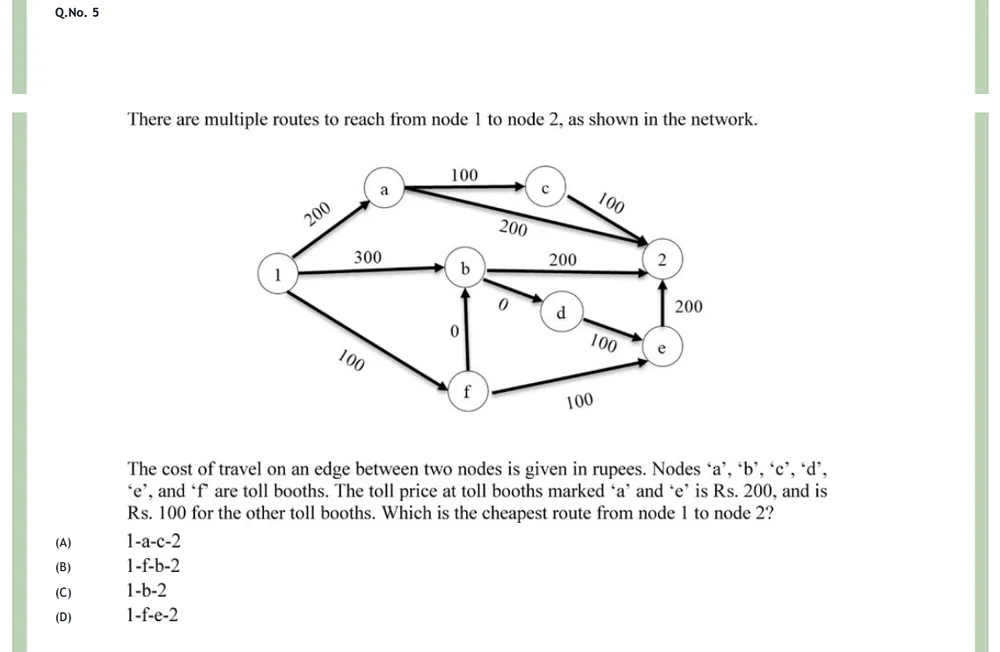 Q.No. 5
There are multiple routes to reach from node 1 to node 2, as shown in the network.
100
a
c
200
100
200
300
200
1
b
2
0
d
200
0
100
e
100
f
100
The cost of travel on an edge between two nodes is given in rupees. Nodes ‘a’, ‘b’, ‘c’, ‘d’,
‘e’, and ‘f’ are toll booths. The toll price at toll booths marked ‘a’ and ‘e’ is Rs. 200, and is
Rs. 100 for the other toll booths. Which is the cheapest route from node 1 to node 2?
(A) 1-a-c-2
(B) 1-f-b-2
(C) 1-b-2
(D) 1-f-e-2